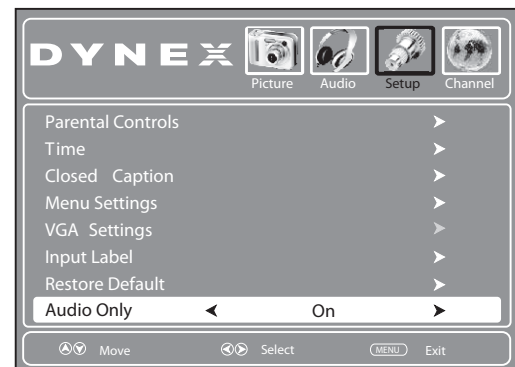 DYNEX
Picture Audio Setup Channel
Parental Controls
Time
Closed Caption
Menu Settings
VGA Settings
Input Label
Restore Default
Audio Only On
Move Select MENU Exit